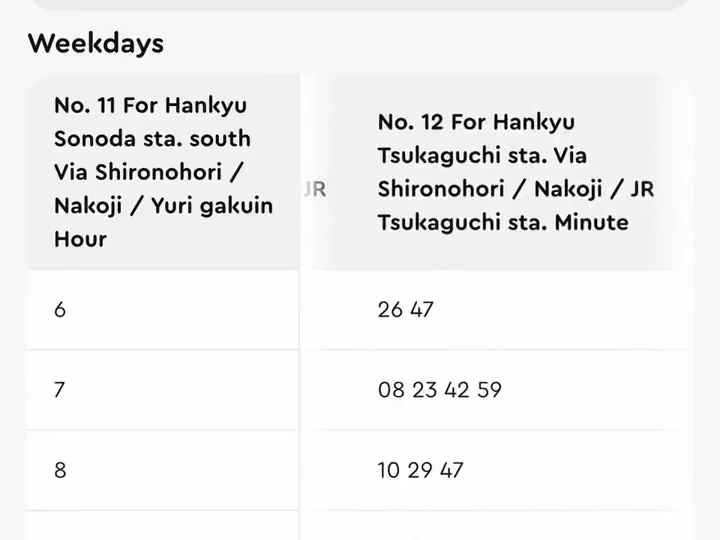 Weekdays
No. 11 For Hankyu
Sonoda sta. south
Via Shironohori /
Nakoji / Yuri gakuin
Hour
JR
No. 12 For Hankyu
Tsukaguchi sta. Via
Shironohori / Nakoji / JR
Tsukaguchi sta. Minute
6
26 47
7
08 23 42 59
8
10 29 47